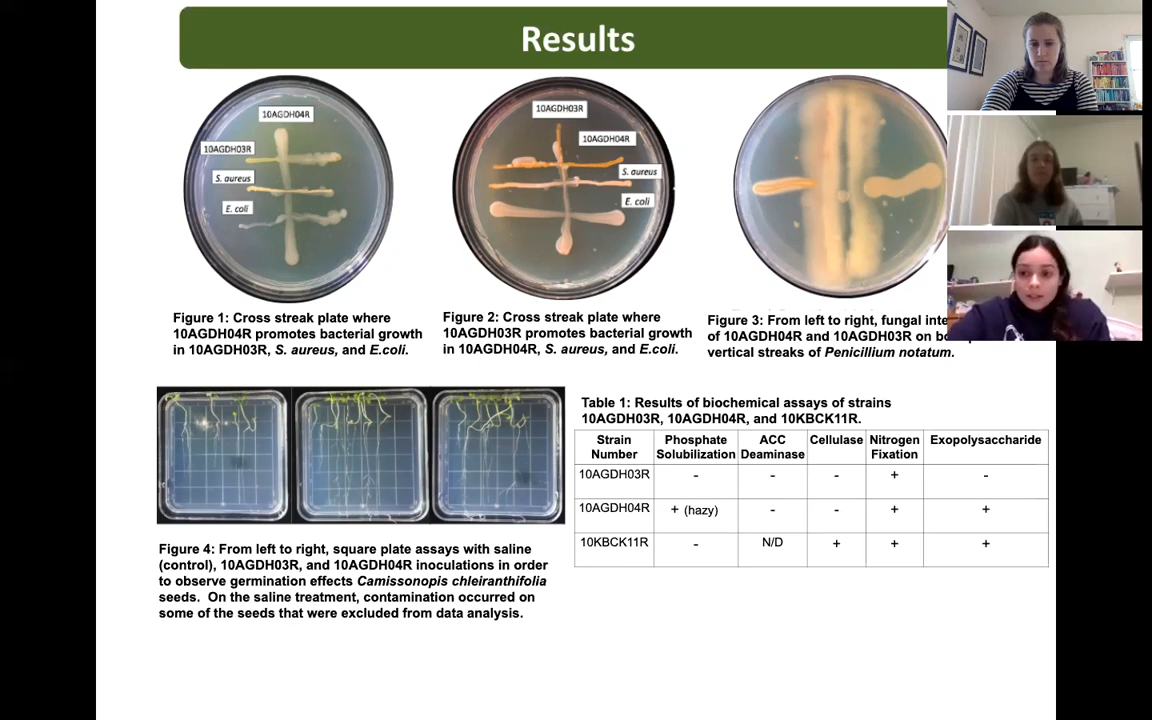 Results
10AGDH04R
10AGDH03R
S. aureus
E. coli
10AGDH03R
10AGDH04R
S. aureus
E. coli
Figure 1: Cross streak plate where
10AGDH04R promotes bacterial growth
in 10AGDH03R, S. aureus, and E.coli.
Figure 2: Cross streak plate where
10AGDH03R promotes bacterial growth
in 10AGDH04R, S. aureus, and E.coli.
Figure 3: From left to right, fungal
of 10AGDH04R and 10AGDH03R on
vertical streaks of Penicillium notatum.
Figure 4: From left to right, square plate assays with saline
(control), 10AGDH03R, and 10AGDH04R inoculations in order
to observe germination effects Camissonopis chleiranthifolia
seeds. On the saline treatment, contamination occurred on
some of the seeds that were excluded from data analysis.
Table 1: Results of biochemical assays of strains
10AGDH03R, 10AGDH04R, and 10KBCK11R.
Strain Number Phosphate Solubilization ACC Deaminase Cellulase Nitrogen Fixation Exopolysaccharide
10AGDH03R - - - + -
10AGDH04R + (hazy) - - + +
10KBCK11R - N/D + + +